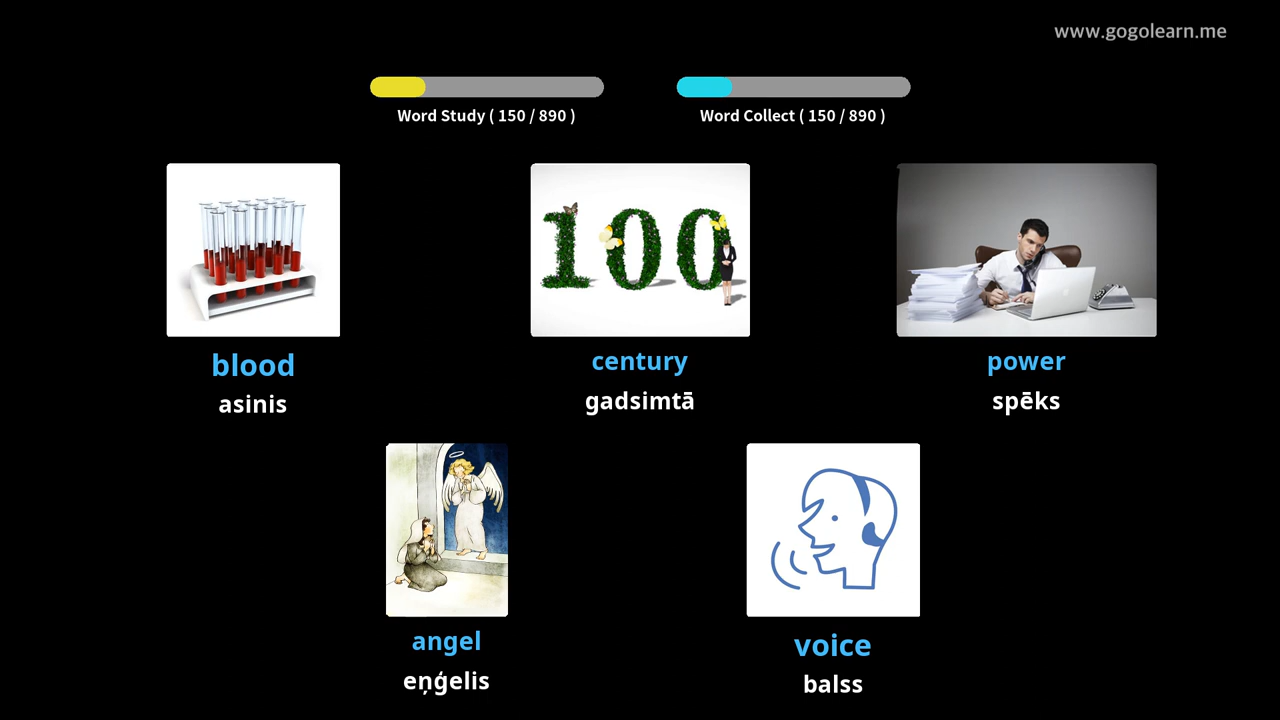 www.gogolearn.me
Word Study ( 150 / 890 )
Word Collect ( 150 / 890 )
100
blood
asinis
century
gadsimtā
power
spēks
angel
eņģelis
voice
balss